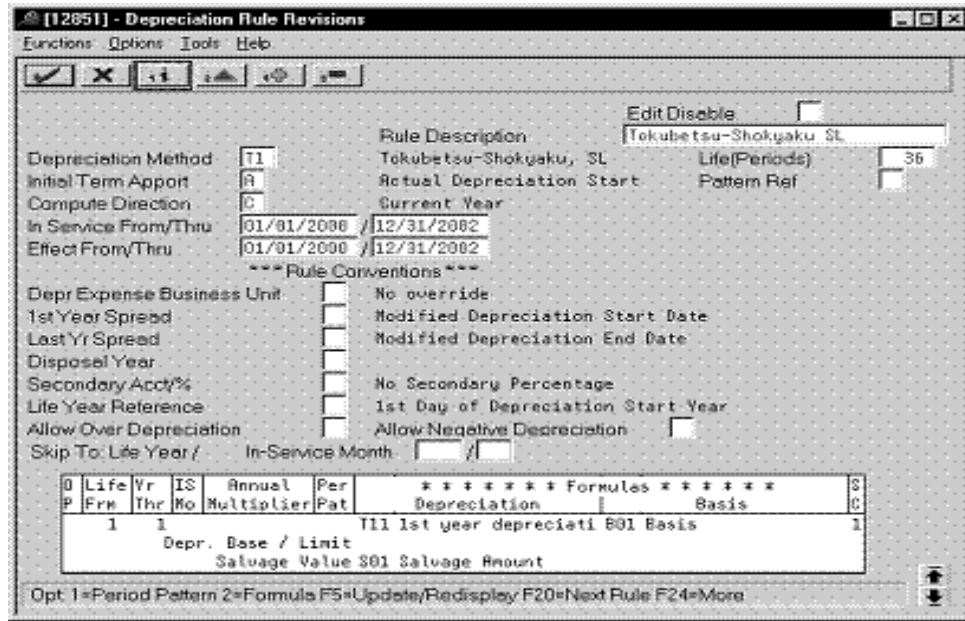 [12851] - Depreciation Rule Revisions
Functions Options Tools Help
Edit Disable
Rule Description Tokubetsu-Shokyaku SL
Depreciation Method T1 Tokubetsu-Shokyaku, SL Life(Periods) 36
Initial Term Apport A Actual Depreciation Start Pattern Ref
Compute Direction C Current Year
In Service From/Thru 01/01/2000 / 12/31/2002
Effect From/Thru 01/01/2000 / 12/31/2002
*** Rule Conventions ***
Depr Expense Business Unit No override
1st Year Spread Modified Depreciation Start Date
Last Yr Spread Modified Depreciation End Date
Disposal Year
Secondary Acct/% No Secondary Percentage
Life Year Reference 1st Day of Depreciation Start Year
Allow Over Depreciation Allow Negative Depreciation
Skip To: Life Year / In-Service Month /
O Life Yr IS Annual Per * * * * * * * Formulas * * * * * * S
P Frm Thr Mo Multiplier Pat Depreciation | Basis C
1 1 T11 1st year depreciati B01 Basis 1
Depr. Base / Limit
Salvage Value S01 Salvage Amount
Opt: 1=Period Pattern 2=Formula F5=Update/Redisplay F20=Next Rule F24=More